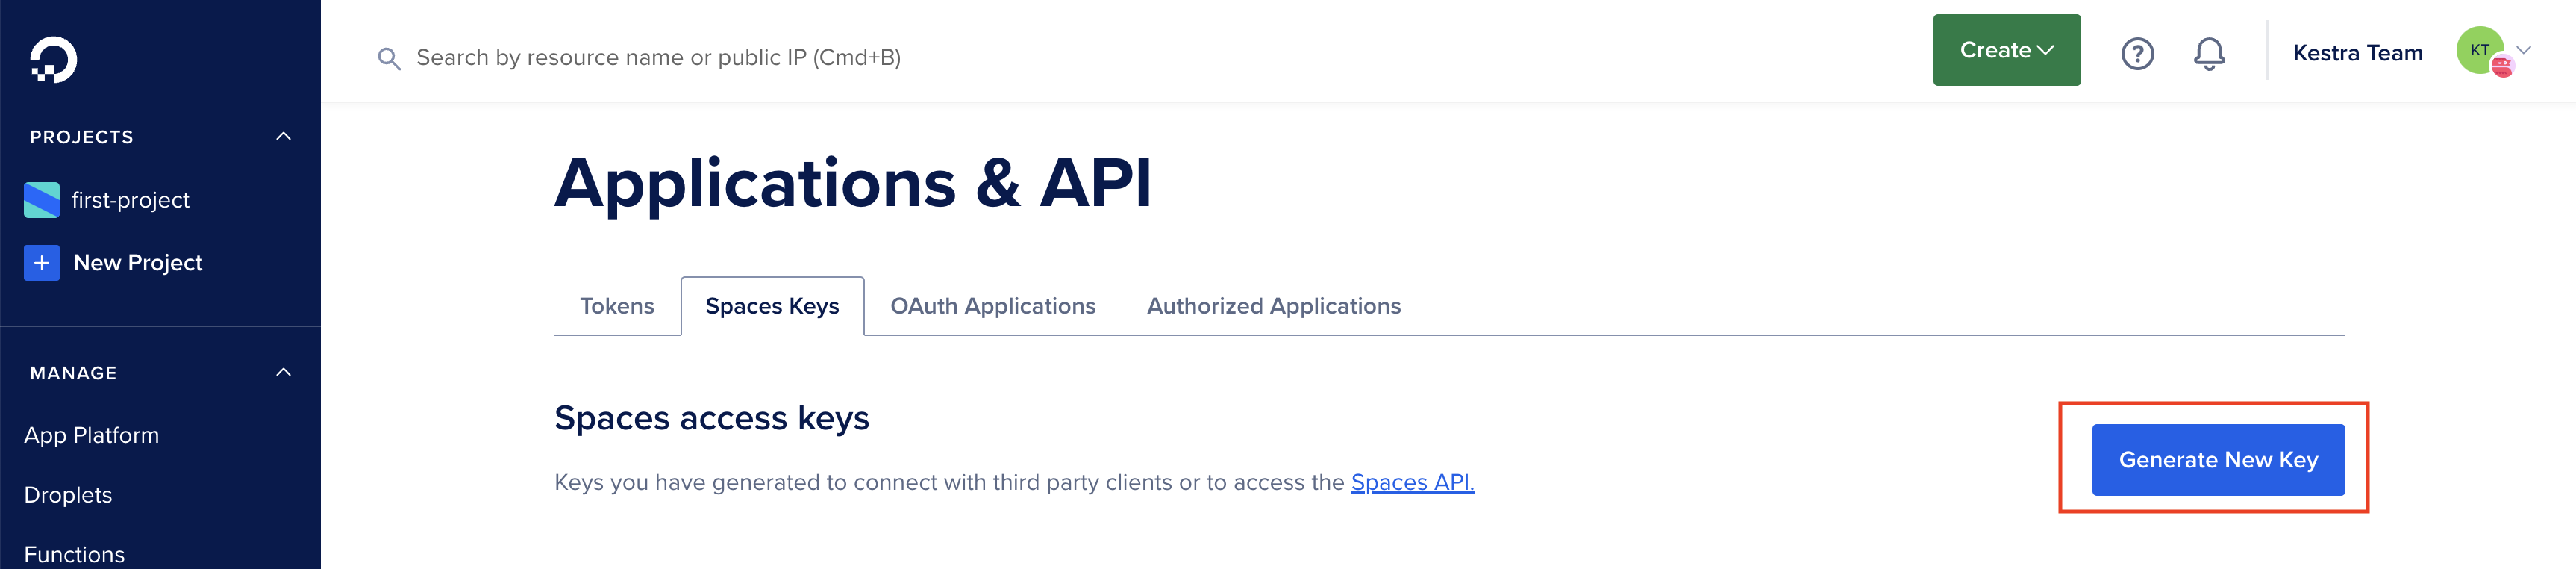 Search by resource name or public IP (Cmd+B)
Create
Kestra Team
KT
PROJECTS
first-project
New Project
MANAGE
App Platform
Droplets
Functions
Applications & API
Tokens
Spaces Keys
OAuth Applications
Authorized Applications
Spaces access keys
Keys you have generated to connect with third party clients or to access the Spaces API.
Generate New Key